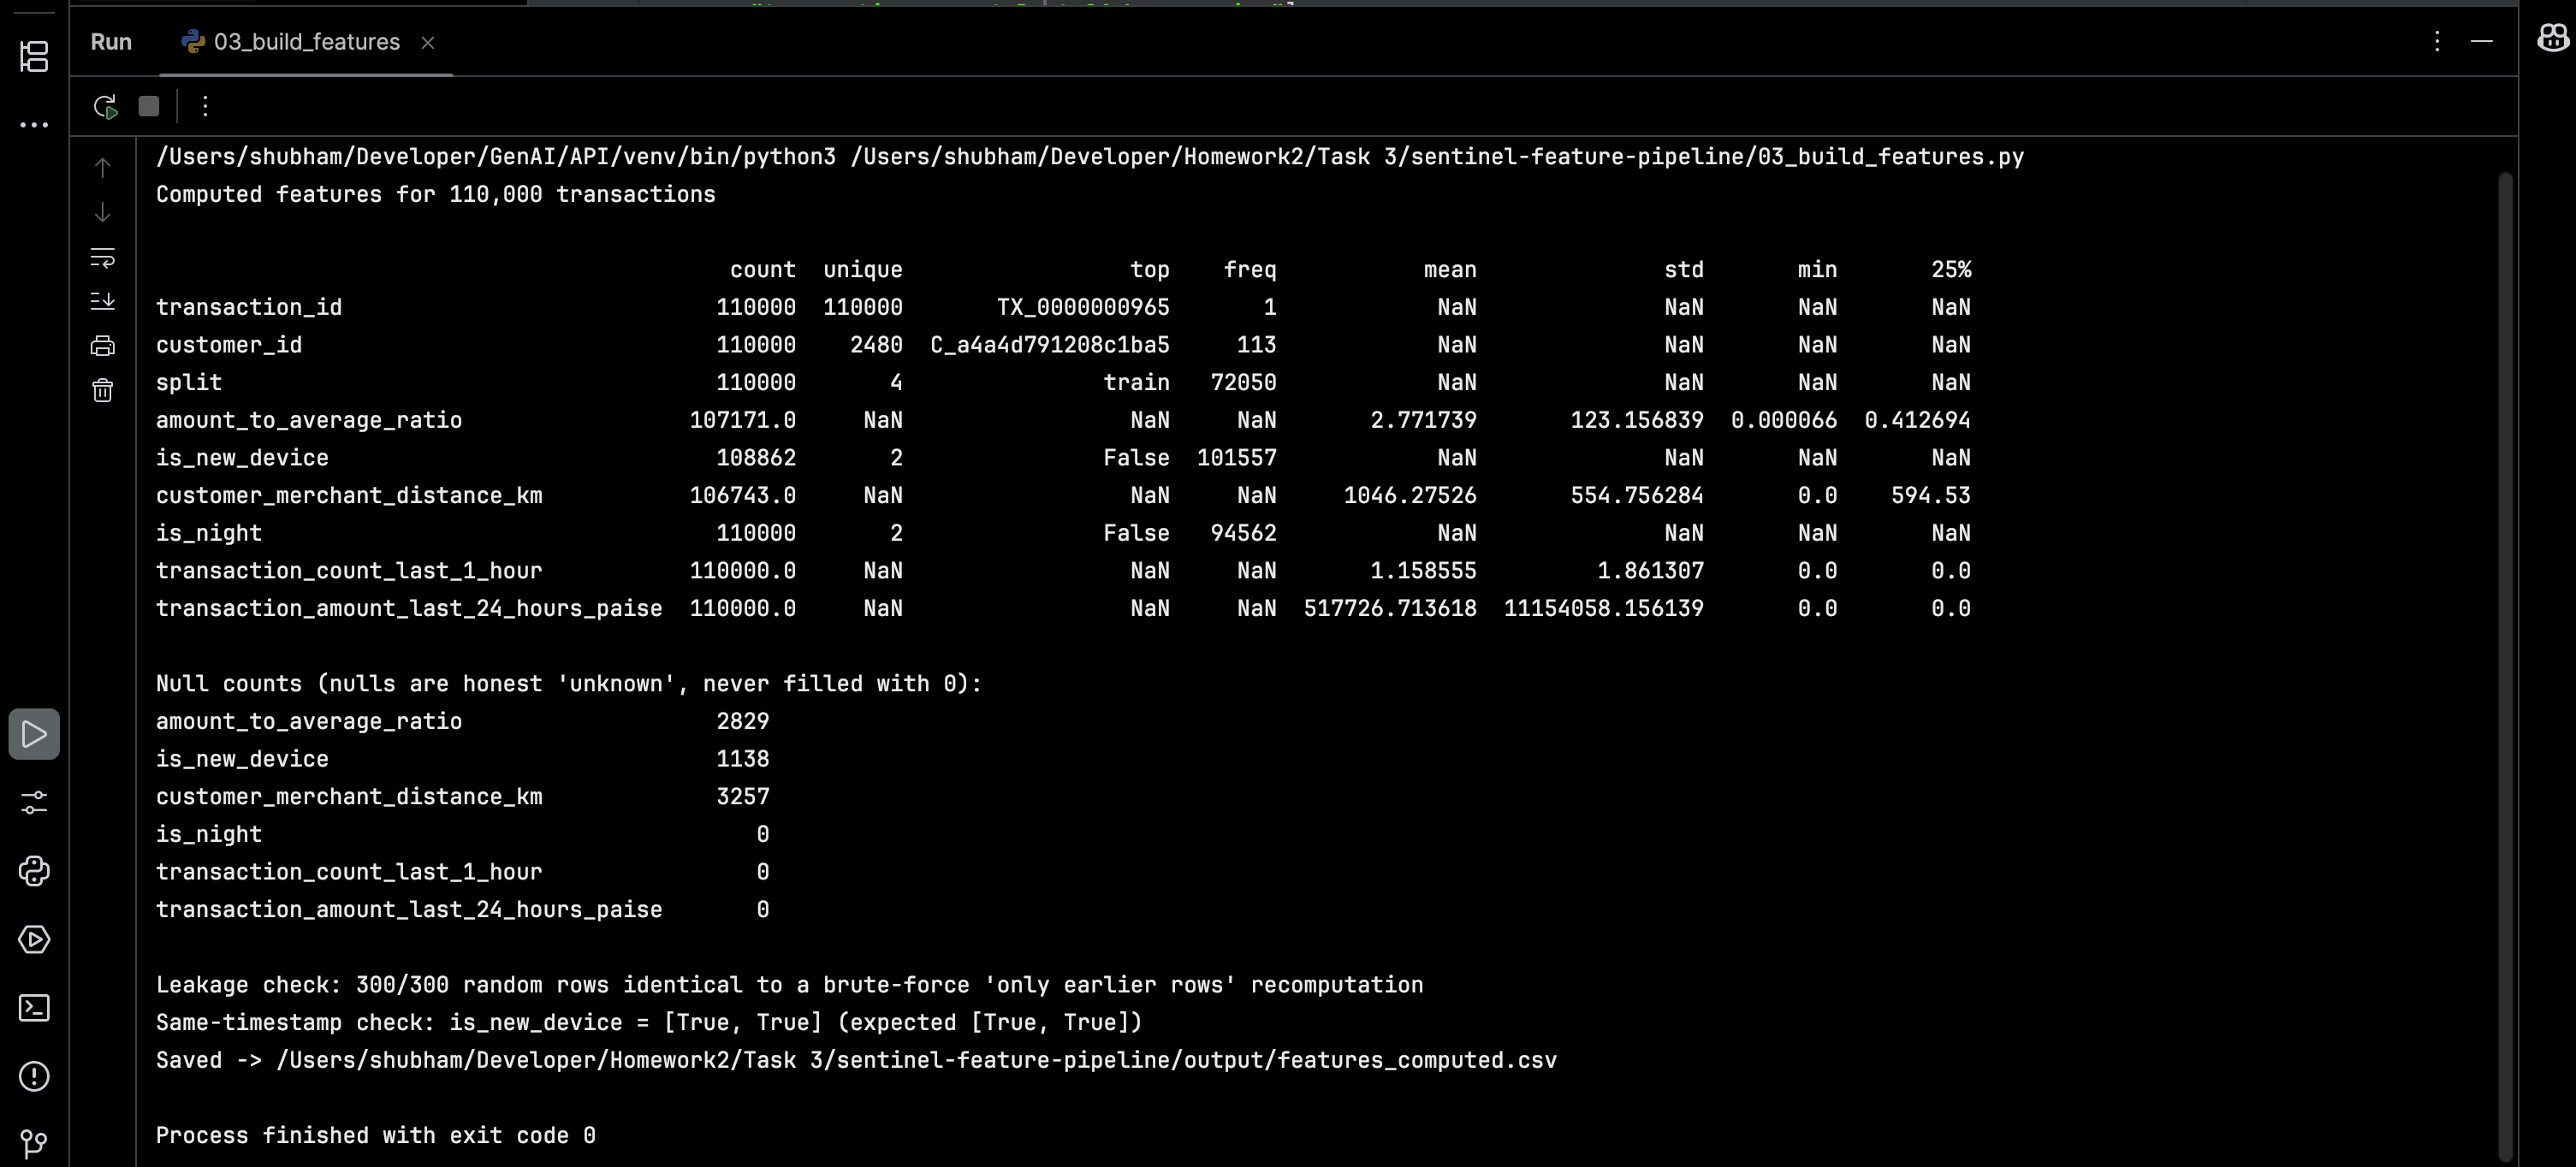 Run 03_build_features
/Users/shubham/Developer/GenAI/API/venv/bin/python3 /Users/shubham/Developer/Homework2/Task 3/sentinel-feature-pipeline/03_build_features.py
Computed features for 110,000 transactions
count unique top freq mean std min 25%
transaction_id 110000 110000 TX_0000000965 1 NaN NaN NaN NaN
customer_id 110000 2480 C_a4a4d791208c1ba5 113 NaN NaN NaN NaN
split 110000 4 train 72050 NaN NaN NaN NaN
amount_to_average_ratio 107171.0 NaN NaN NaN 2.771739 123.156839 0.000066 0.412694
is_new_device 108862 2 False 101557 NaN NaN NaN NaN
customer_merchant_distance_km 106743.0 NaN NaN NaN 1046.27526 554.756284 0.0 594.53
is_night 110000 2 False 94562 NaN NaN NaN NaN
transaction_count_last_1_hour 110000.0 NaN NaN NaN 1.158555 1.861307 0.0 0.0
transaction_amount_last_24_hours_paise 110000.0 NaN NaN NaN 517726.713618 11154058.156139 0.0 0.0
Null counts (nulls are honest 'unknown', never filled with 0):
amount_to_average_ratio 2829
is_new_device 1138
customer_merchant_distance_km 3257
is_night 0
transaction_count_last_1_hour 0
transaction_amount_last_24_hours_paise 0
Leakage check: 300/300 random rows identical to a brute-force 'only earlier rows' recomputation
Same-timestamp check: is_new_device = [True, True] (expected [True, True])
Saved -> /Users/shubham/Developer/Homework2/Task 3/sentinel-feature-pipeline/output/features_computed.csv
Process finished with exit code 0